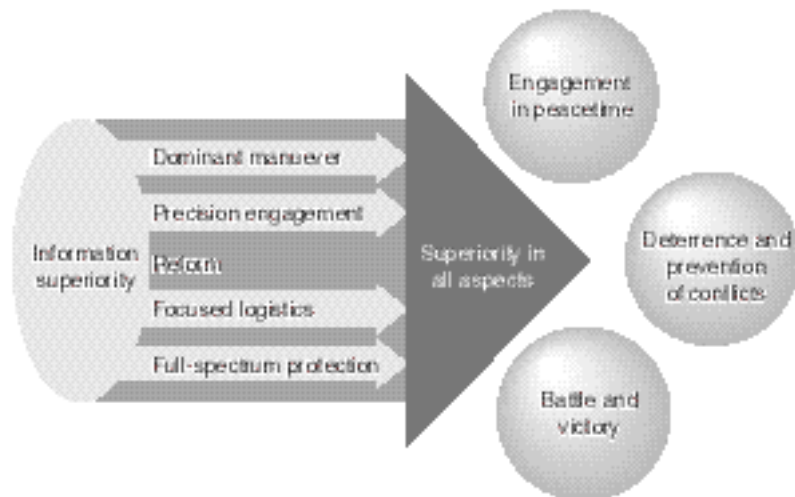 Information
superiority
Dominant manuever
Precision engagement
Reform
Focused logistics
Full-spectrum protection
Superiority in
all aspects
Engagement
in peacetime
Deterrence and
prevention
of conflicts
Battle and
victory